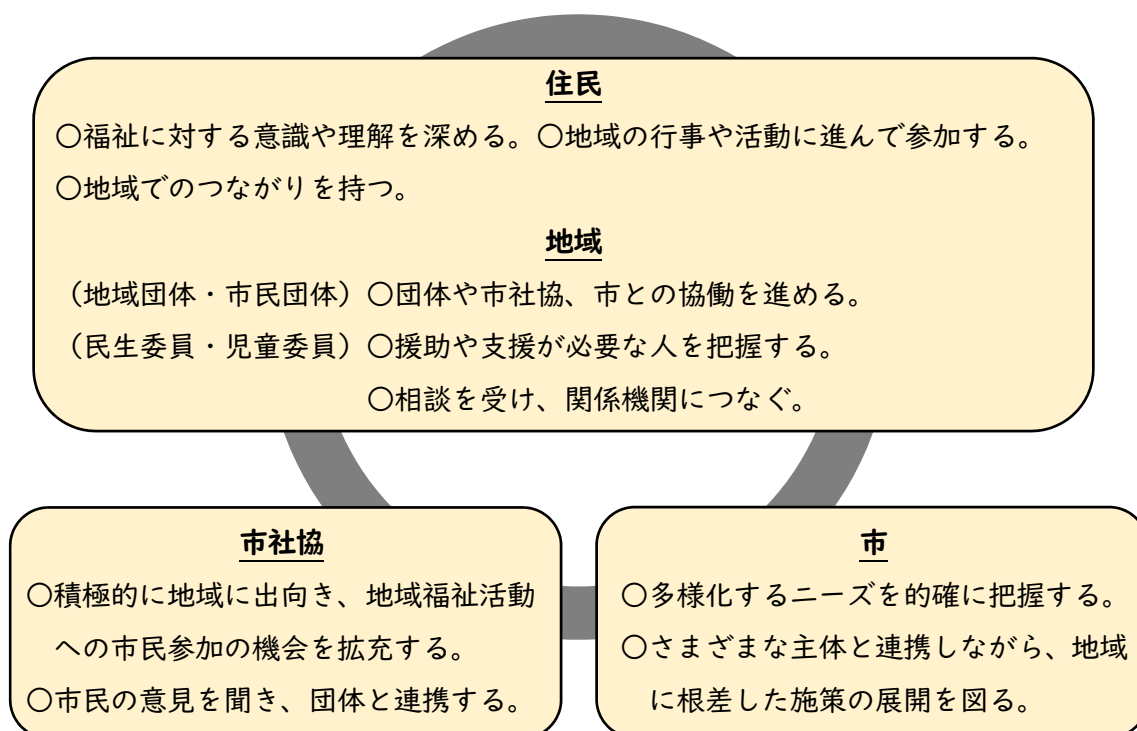 住民
〇福祉に対する意識や理解を深める。〇地域の行事や活動に進んで参加する。
〇地域でのつながりを持つ。
地域
(地域団体・市民団体)〇団体や市社協、市との協働を進める。
(民生委員・児童委員)〇援助や支援が必要な人を把握する。
〇相談を受け、関係機関につなぐ。
市社協
〇積極的に地域に出向き、地域福祉活動
への市民参加の機会を拡充する。
〇市民の意見を聞き、団体と連携する。
市
〇多様化するニーズを的確に把握する。
〇さまざまな主体と連携しながら、地域
に根差した施策の展開を図る。